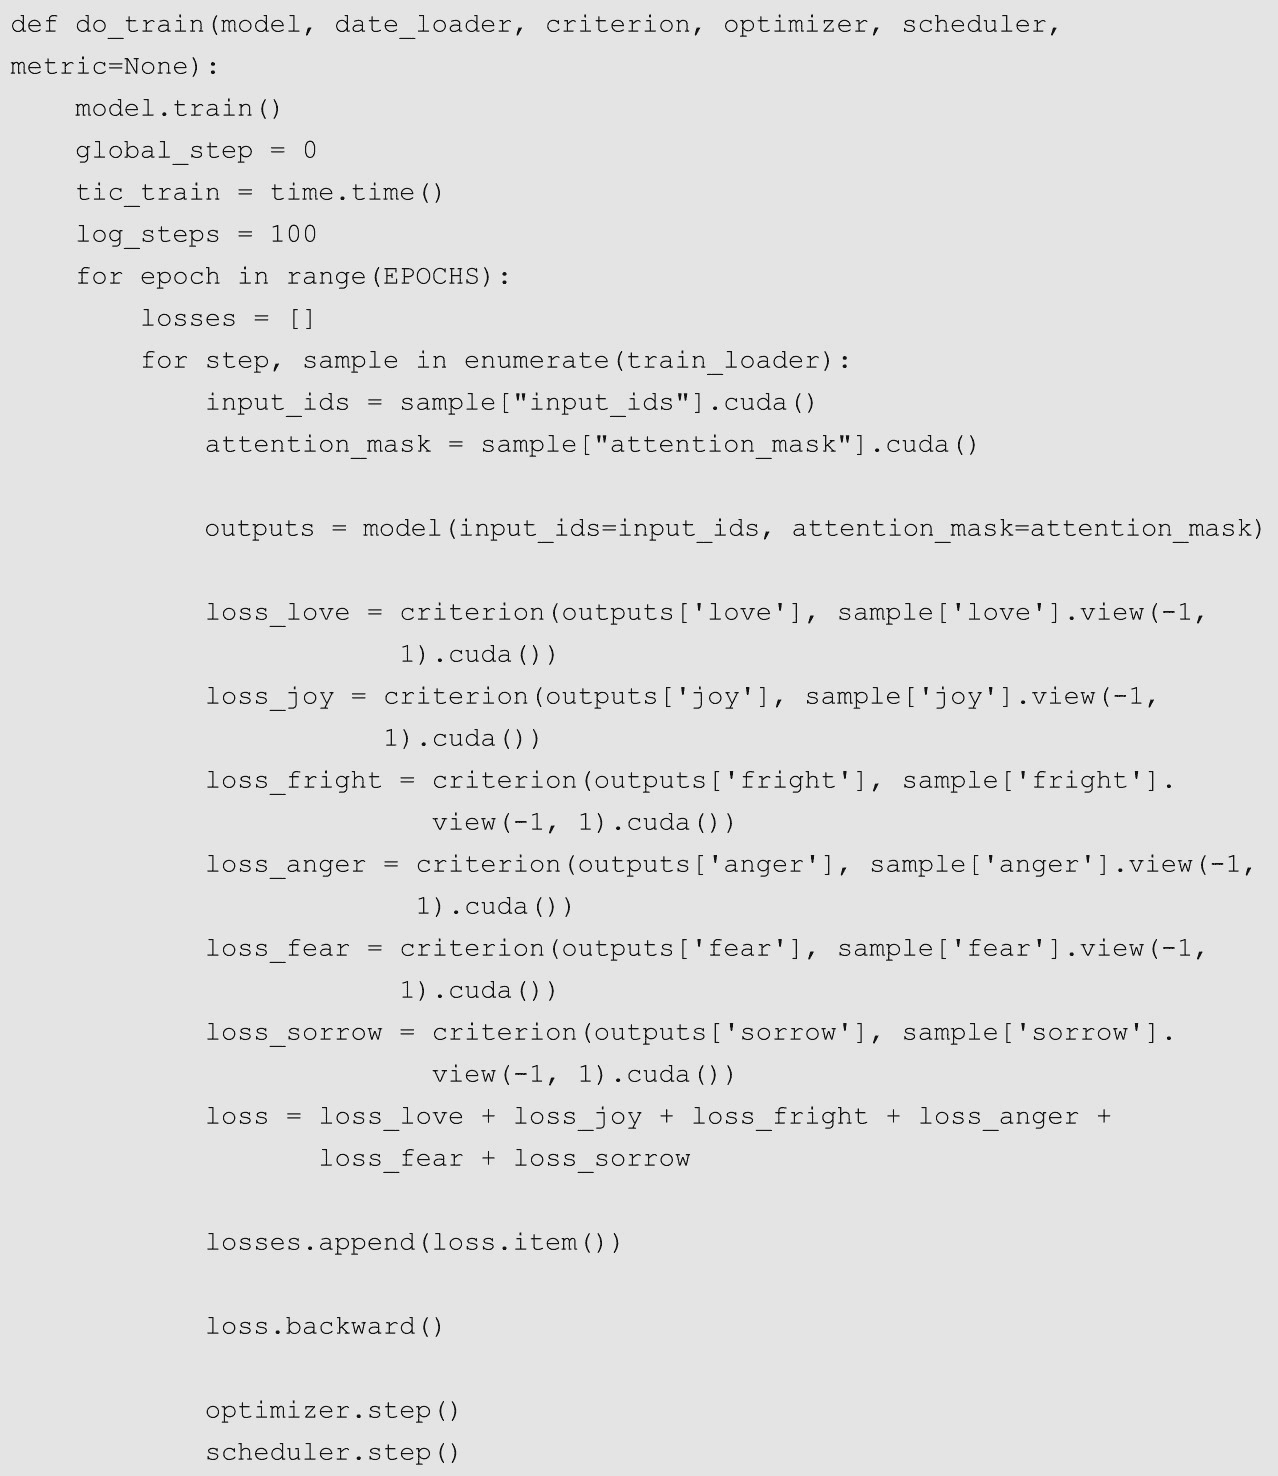 def do_train(model, date_loader, criterion, optimizer, scheduler,
metric=None):
    model.train()
    global_step = 0
    tic_train = time.time()
    log_steps = 100
    for epoch in range(EPOCHS):
        losses = []
        for step, sample in enumerate(train_loader):
            input_ids = sample["input_ids"].cuda()
            attention_mask = sample["attention_mask"].cuda()

            outputs = model(input_ids=input_ids, attention_mask=attention_mask)

            loss_love = criterion(outputs['love'], sample['love'].view(-1,
                        1).cuda())
            loss_joy = criterion(outputs['joy'], sample['joy'].view(-1,
                       1).cuda())
            loss_fright = criterion(outputs['fright'], sample['fright'].
                          view(-1, 1).cuda())
            loss_anger = criterion(outputs['anger'], sample['anger'].view(-1,
                         1).cuda())
            loss_fear = criterion(outputs['fear'], sample['fear'].view(-1,
                        1).cuda())
            loss_sorrow = criterion(outputs['sorrow'], sample['sorrow'].
                          view(-1, 1).cuda())
            loss = loss_love + loss_joy + loss_fright + loss_anger +
                   loss_fear + loss_sorrow

            losses.append(loss.item())

            loss.backward()

            optimizer.step()
            scheduler.step()